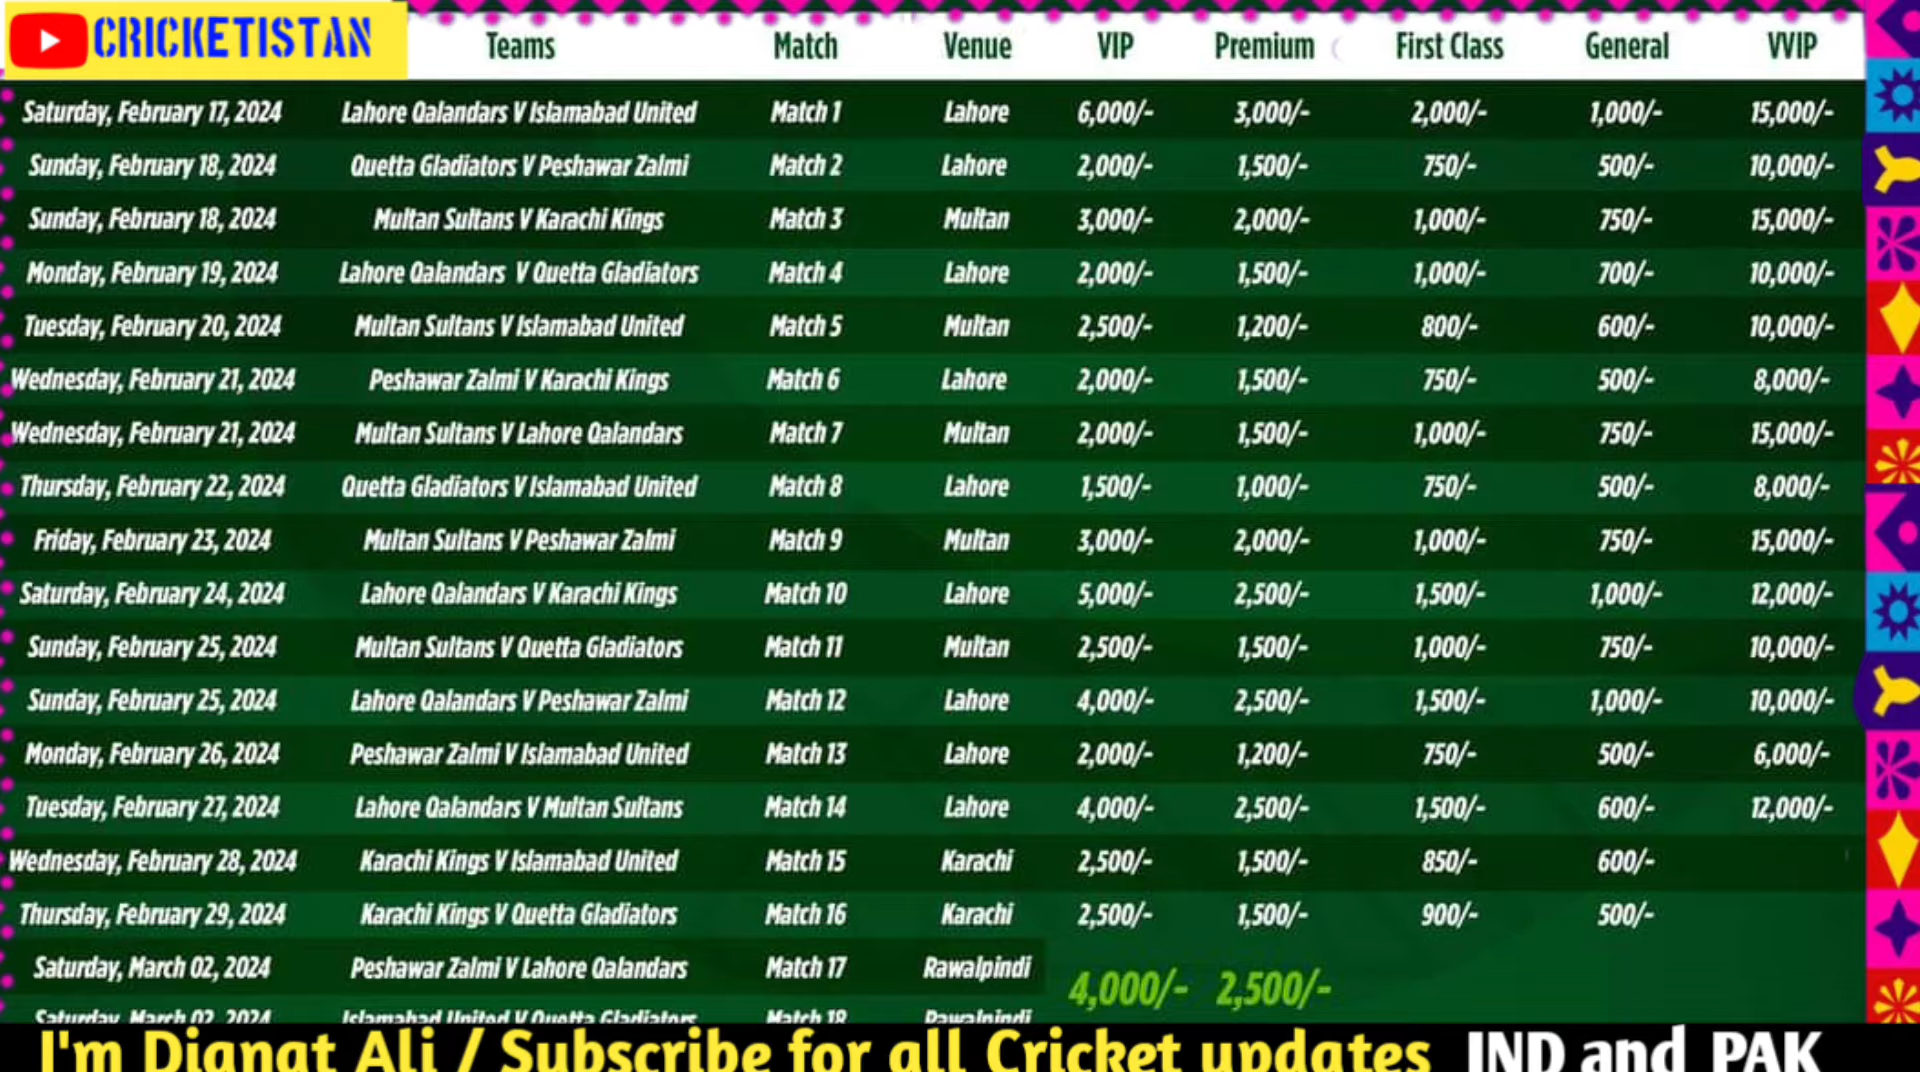 CRICKETISTAN Teams Match Venue VIP Premium First Class General VVIP
Saturday, February 17, 2024 Lahore Qalandars V Islamabad United Match 1 Lahore 6,000/- 3,000/- 2,000/- 1,000/- 15,000/-
Sunday, February 18, 2024 Quetta Gladiators V Peshawar Zalmi Match 2 Lahore 2,000/- 1,500/- 750/- 500/- 10,000/-
Sunday, February 18, 2024 Multan Sultans V Karachi Kings Match 3 Multan 3,000/- 2,000/- 1,000/- 750/- 15,000/-
Monday, February 19, 2024 Lahore Qalandars V Quetta Gladiators Match 4 Lahore 2,000/- 1,500/- 1,000/- 700/- 10,000/-
Tuesday, February 20, 2024 Multan Sultans V Islamabad United Match 5 Multan 2,500/- 1,200/- 800/- 600/- 10,000/-
Wednesday, February 21, 2024 Peshawar Zalmi V Karachi Kings Match 6 Lahore 2,000/- 1,500/- 750/- 500/- 8,000/-
Wednesday, February 21, 2024 Multan Sultans V Lahore Qalandars Match 7 Multan 2,000/- 1,500/- 1,000/- 750/- 15,000/-
Thursday, February 22, 2024 Quetta Gladiators V Islamabad United Match 8 Lahore 1,500/- 1,000/- 750/- 500/- 8,000/-
Friday, February 23, 2024 Multan Sultans V Peshawar Zalmi Match 9 Multan 3,000/- 2,000/- 1,000/- 750/- 15,000/-
Saturday, February 24, 2024 Lahore Qalandars V Karachi Kings Match 10 Lahore 5,000/- 2,500/- 1,500/- 1,000/- 12,000/-
Sunday, February 25, 2024 Multan Sultans V Quetta Gladiators Match 11 Multan 2,500/- 1,500/- 1,000/- 750/- 10,000/-
Sunday, February 25, 2024 Lahore Qalandars V Peshawar Zalmi Match 12 Lahore 4,000/- 2,500/- 1,500/- 1,000/- 10,000/-
Monday, February 26, 2024 Peshawar Zalmi V Islamabad United Match 13 Lahore 2,000/- 1,200/- 750/- 500/- 6,000/-
Tuesday, February 27, 2024 Lahore Qalandars V Multan Sultans Match 14 Lahore 4,000/- 2,500/- 1,500/- 600/- 12,000/-
Wednesday, February 28, 2024 Karachi Kings V Islamabad United Match 15 Karachi 2,500/- 1,500/- 850/- 600/-
Thursday, February 29, 2024 Karachi Kings V Quetta Gladiators Match 16 Karachi 2,500/- 1,500/- 900/- 500/-
Saturday, March 02, 2024 Peshawar Zalmi V Lahore Qalandars Match 17 Rawalpindi 4,000/- 2,500/-
Saturday, March 02, 2024 Islamabad United V Quetta Gladiators Match 18 Rawalpindi
I'm Dianat Ali / Subscribe for all Cricket updates IND and PAK